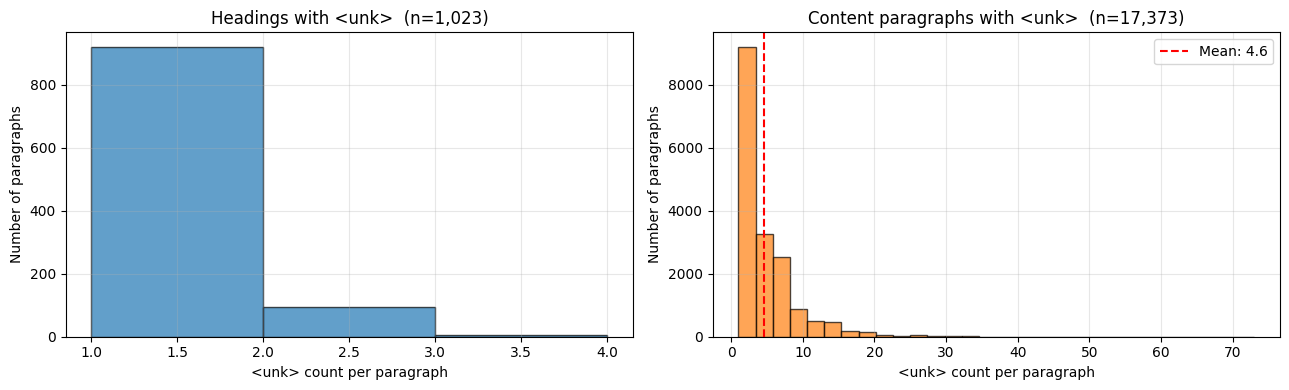 Headings with <unk>  (n=1,023)
Number of paragraphs
800
600
400
200
0
1.0 1.5 2.0 2.5 3.0 3.5 4.0
<unk> count per paragraph
Content paragraphs with <unk>  (n=17,373)
Mean: 4.6
Number of paragraphs
8000
6000
4000
2000
0
0 10 20 30 40 50 60 70
<unk> count per paragraph